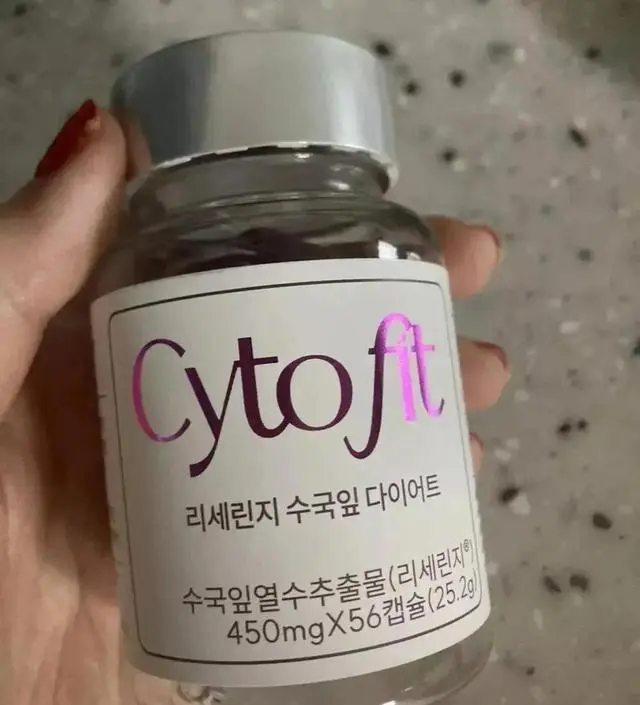 Cytofit
리세린지 수국잎 다이어트
수국잎열수추출물(리세린지®)
450mgX56캡슐(25.2g)